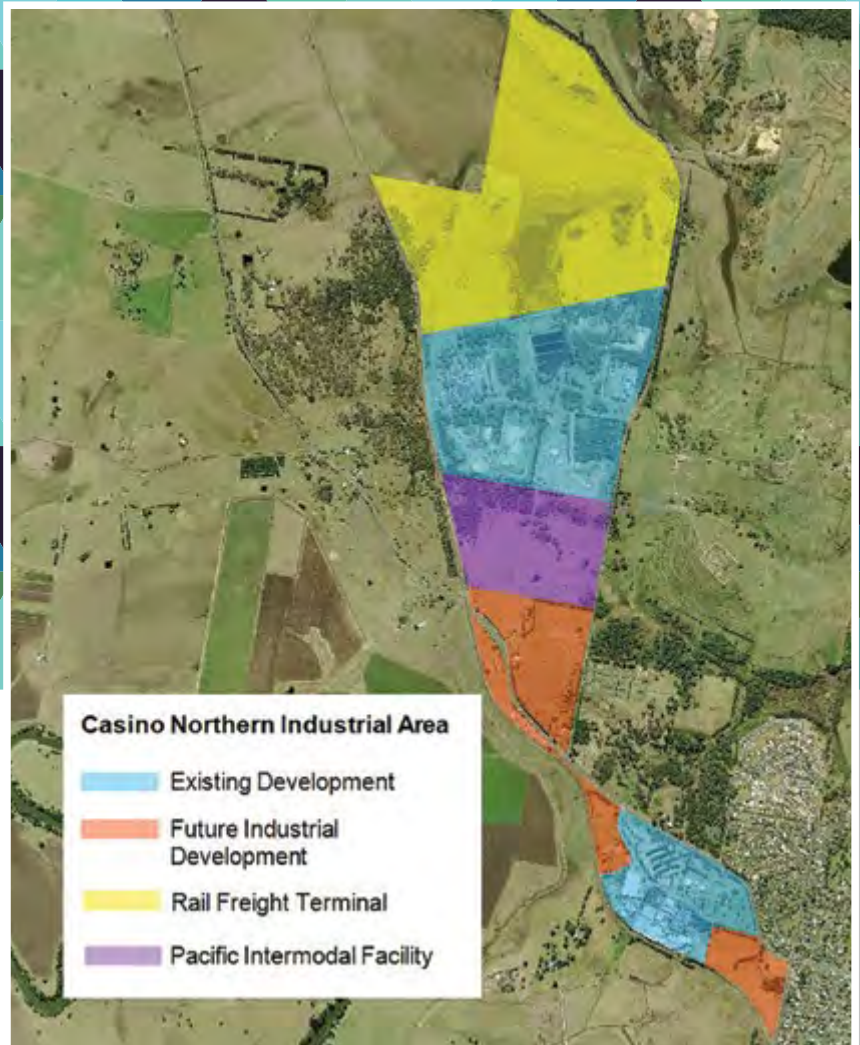 Casino Northern Industrial Area
Existing Development
Future Industrial
Development
Rail Freight Terminal
Pacific Intermodal Facility